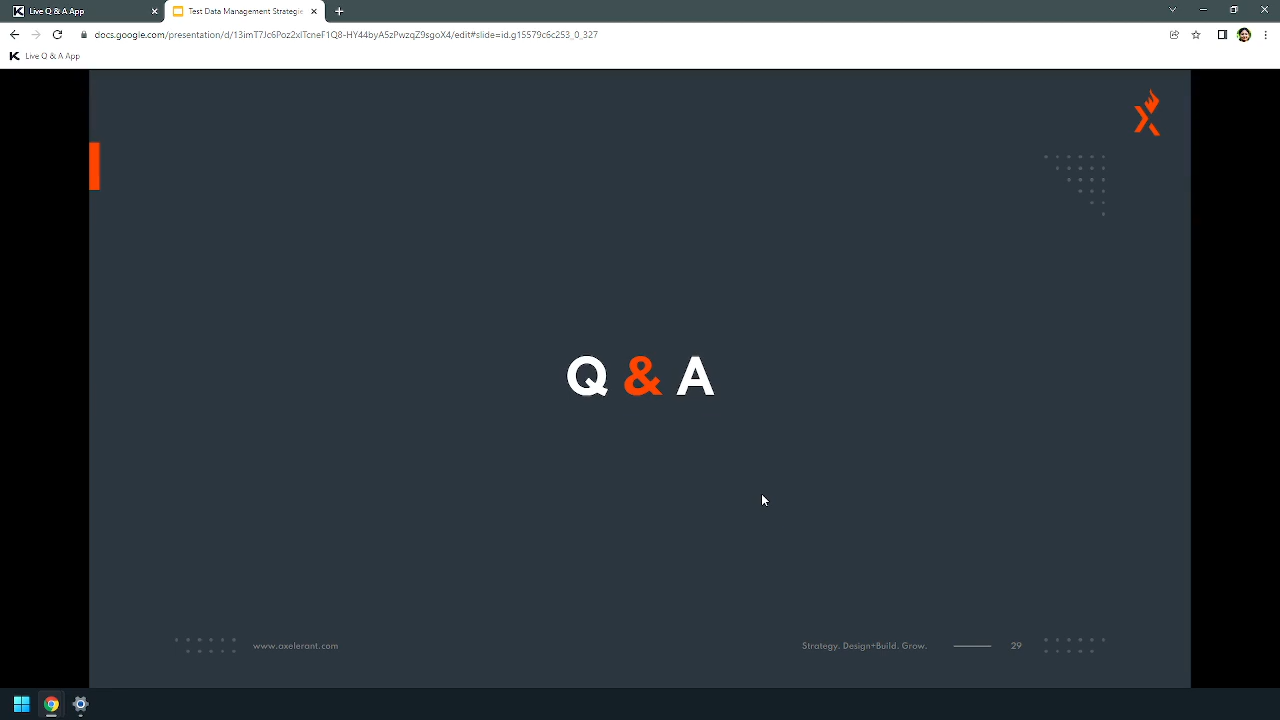 Live Q & A App
Test Data Management Strategie
docs.google.com/presentation/d/13imT7Jc6Poz2xlTcneF1Q8-HY44byA5zPwzqZ9sgoX4/edit#slide=id.g15579c6c253_0_327
Live Q & A App
Q & A
www.axelerant.com
Strategy. Design+Build. Grow.
29